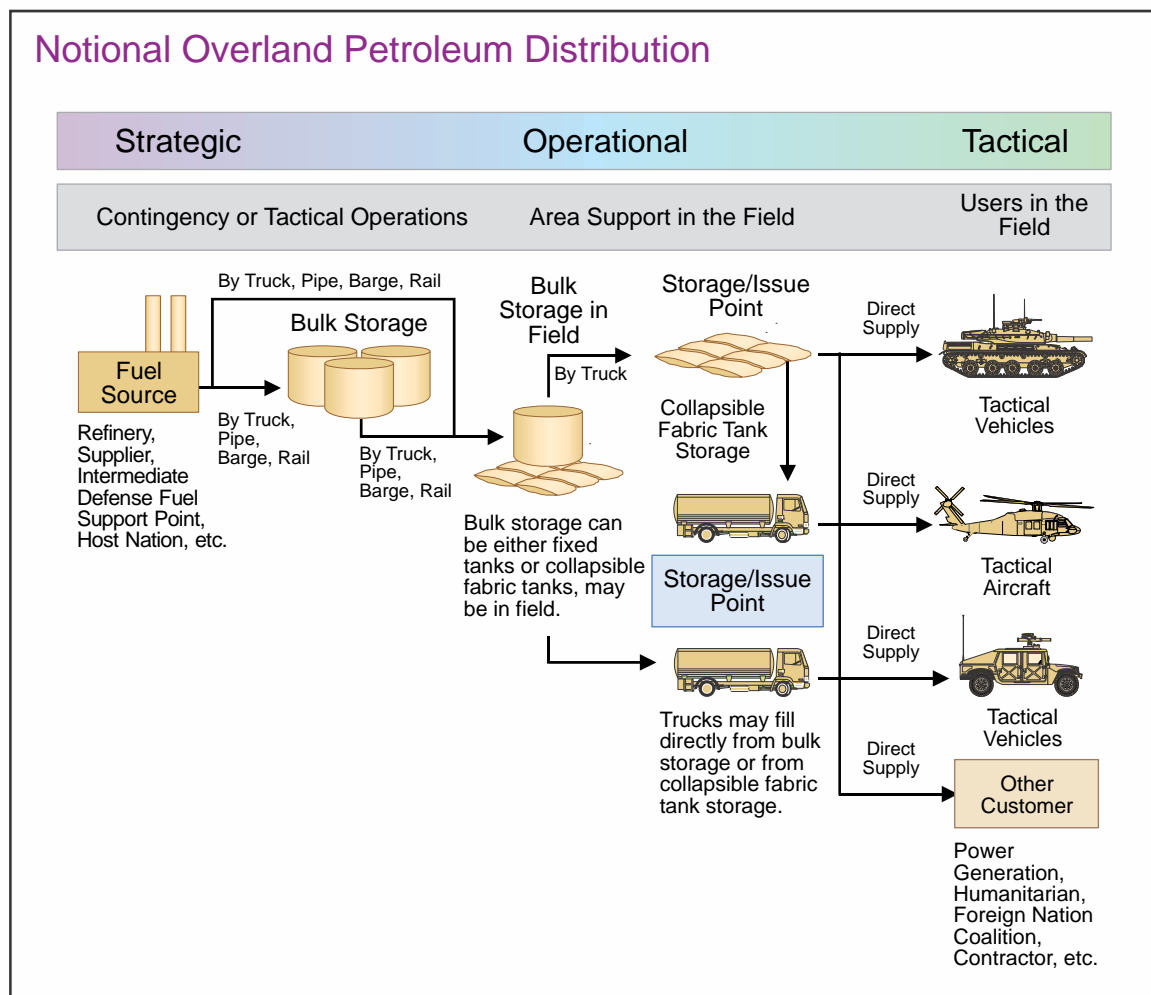 Notional Overland Petroleum Distribution
Strategic
Operational
Tactical
Contingency or Tactical Operations
Area Support in the Field
Users in the
Field
By Truck, Pipe, Barge, Rail
Fuel
Source
Refinery,
Supplier,
Intermediate
Defense Fuel
Support Point,
Host Nation, etc.
By Truck,
Pipe,
Barge, Rail
Bulk Storage
By Truck,
Pipe,
Barge, Rail
Bulk
Storage in
Field
By Truck
Bulk storage can
be either fixed
tanks or collapsible
fabric tanks, may
be in field.
Storage/Issue
Point
Collapsible
Fabric Tank
Storage
Storage/Issue
Point
Trucks may fill
directly from bulk
storage or from
collapsible fabric
tank storage.
Direct
Supply
Tactical
Vehicles
Direct
Supply
Tactical
Aircraft
Direct
Supply
Tactical
Vehicles
Direct
Supply
Other
Customer
Power
Generation,
Humanitarian,
Foreign Nation
Coalition,
Contractor, etc.